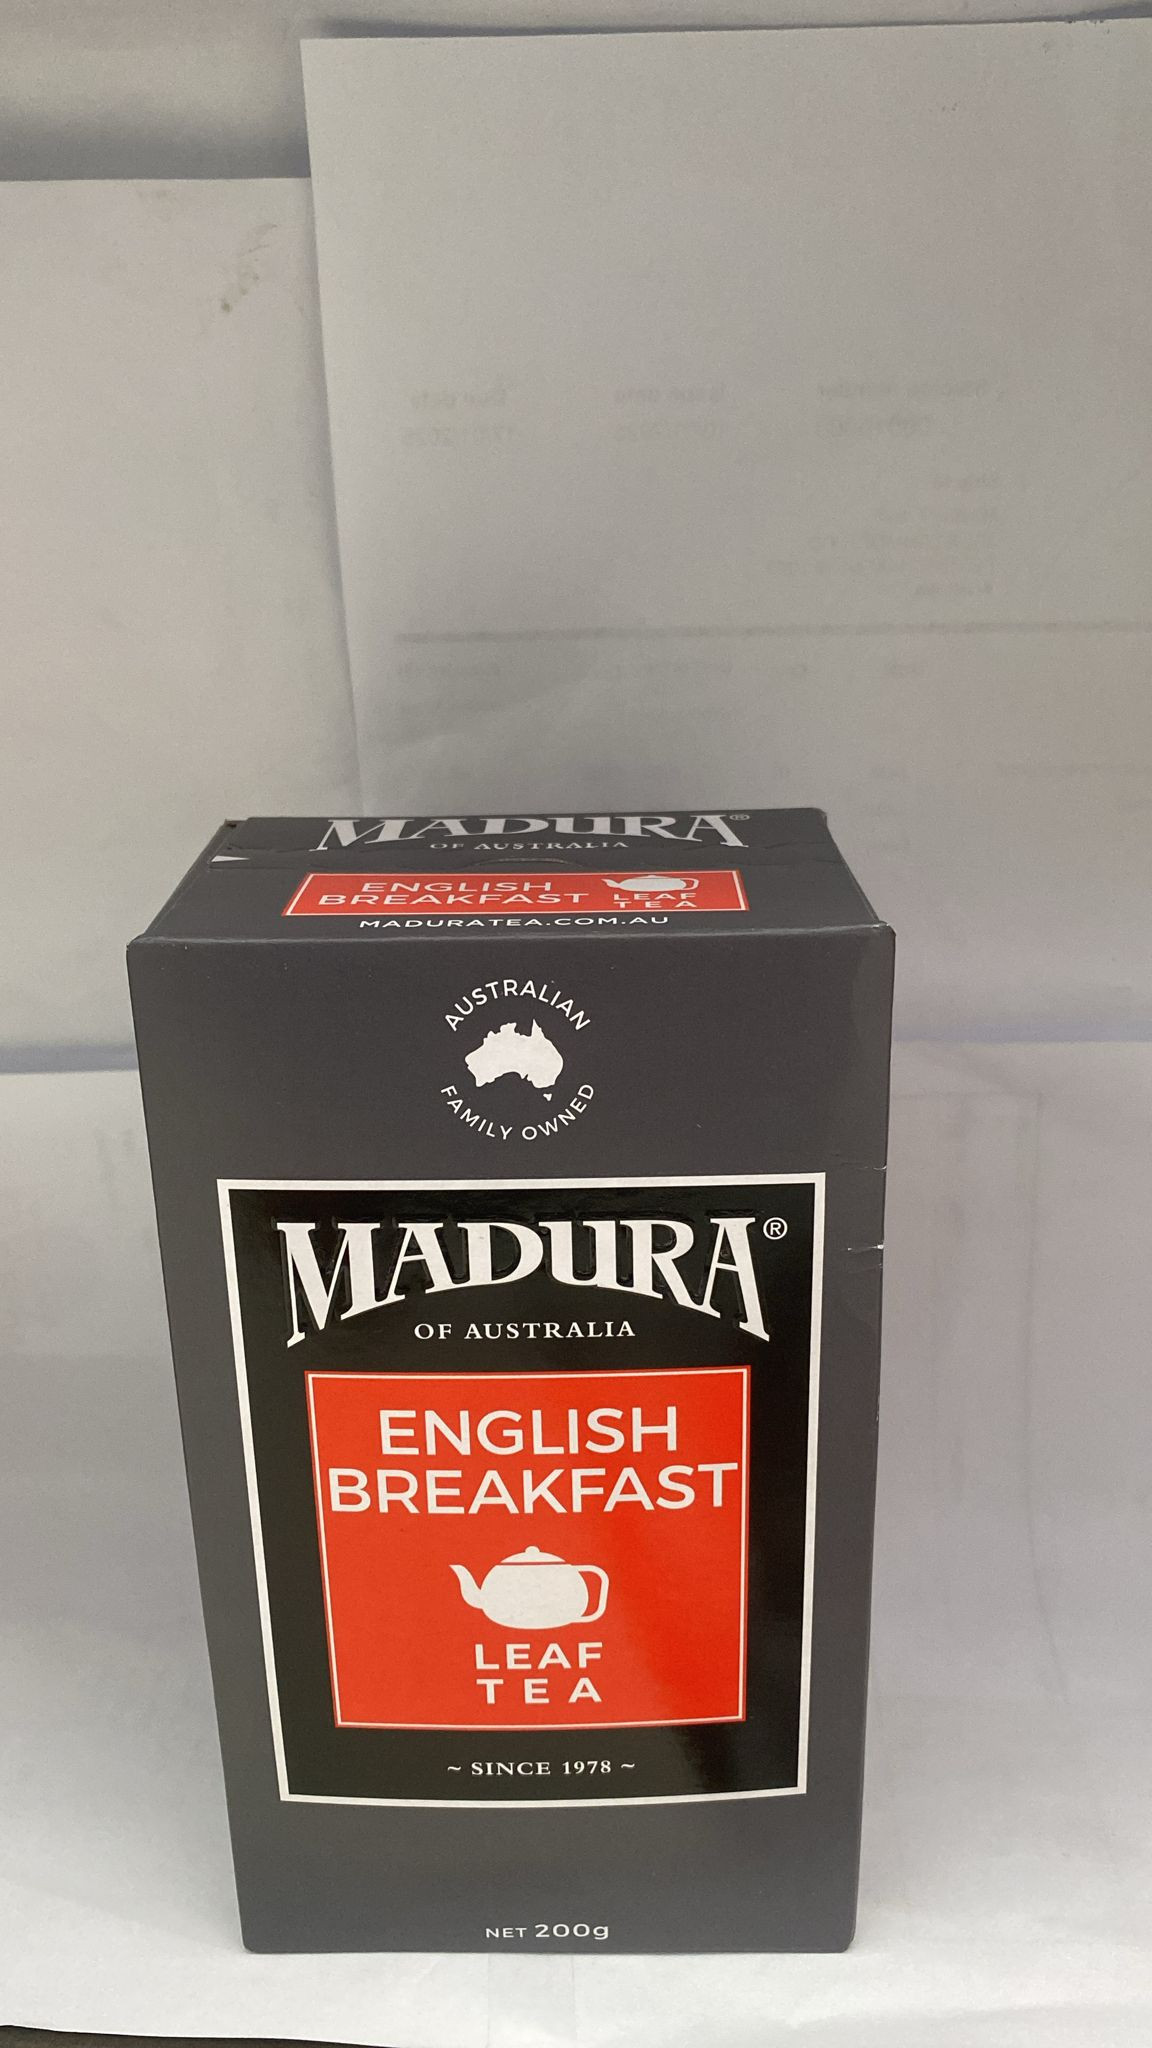 MADURA®
OF AUSTRALIA
ENGLISH
BREAKFAST
LEAF
TEA
MADURATEA.COM.AU
AUSTRALIAN
FAMILY OWNED
MADURA®
OF AUSTRALIA
ENGLISH
BREAKFAST
LEAF
TEA
~ SINCE 1978 ~
NET 200g